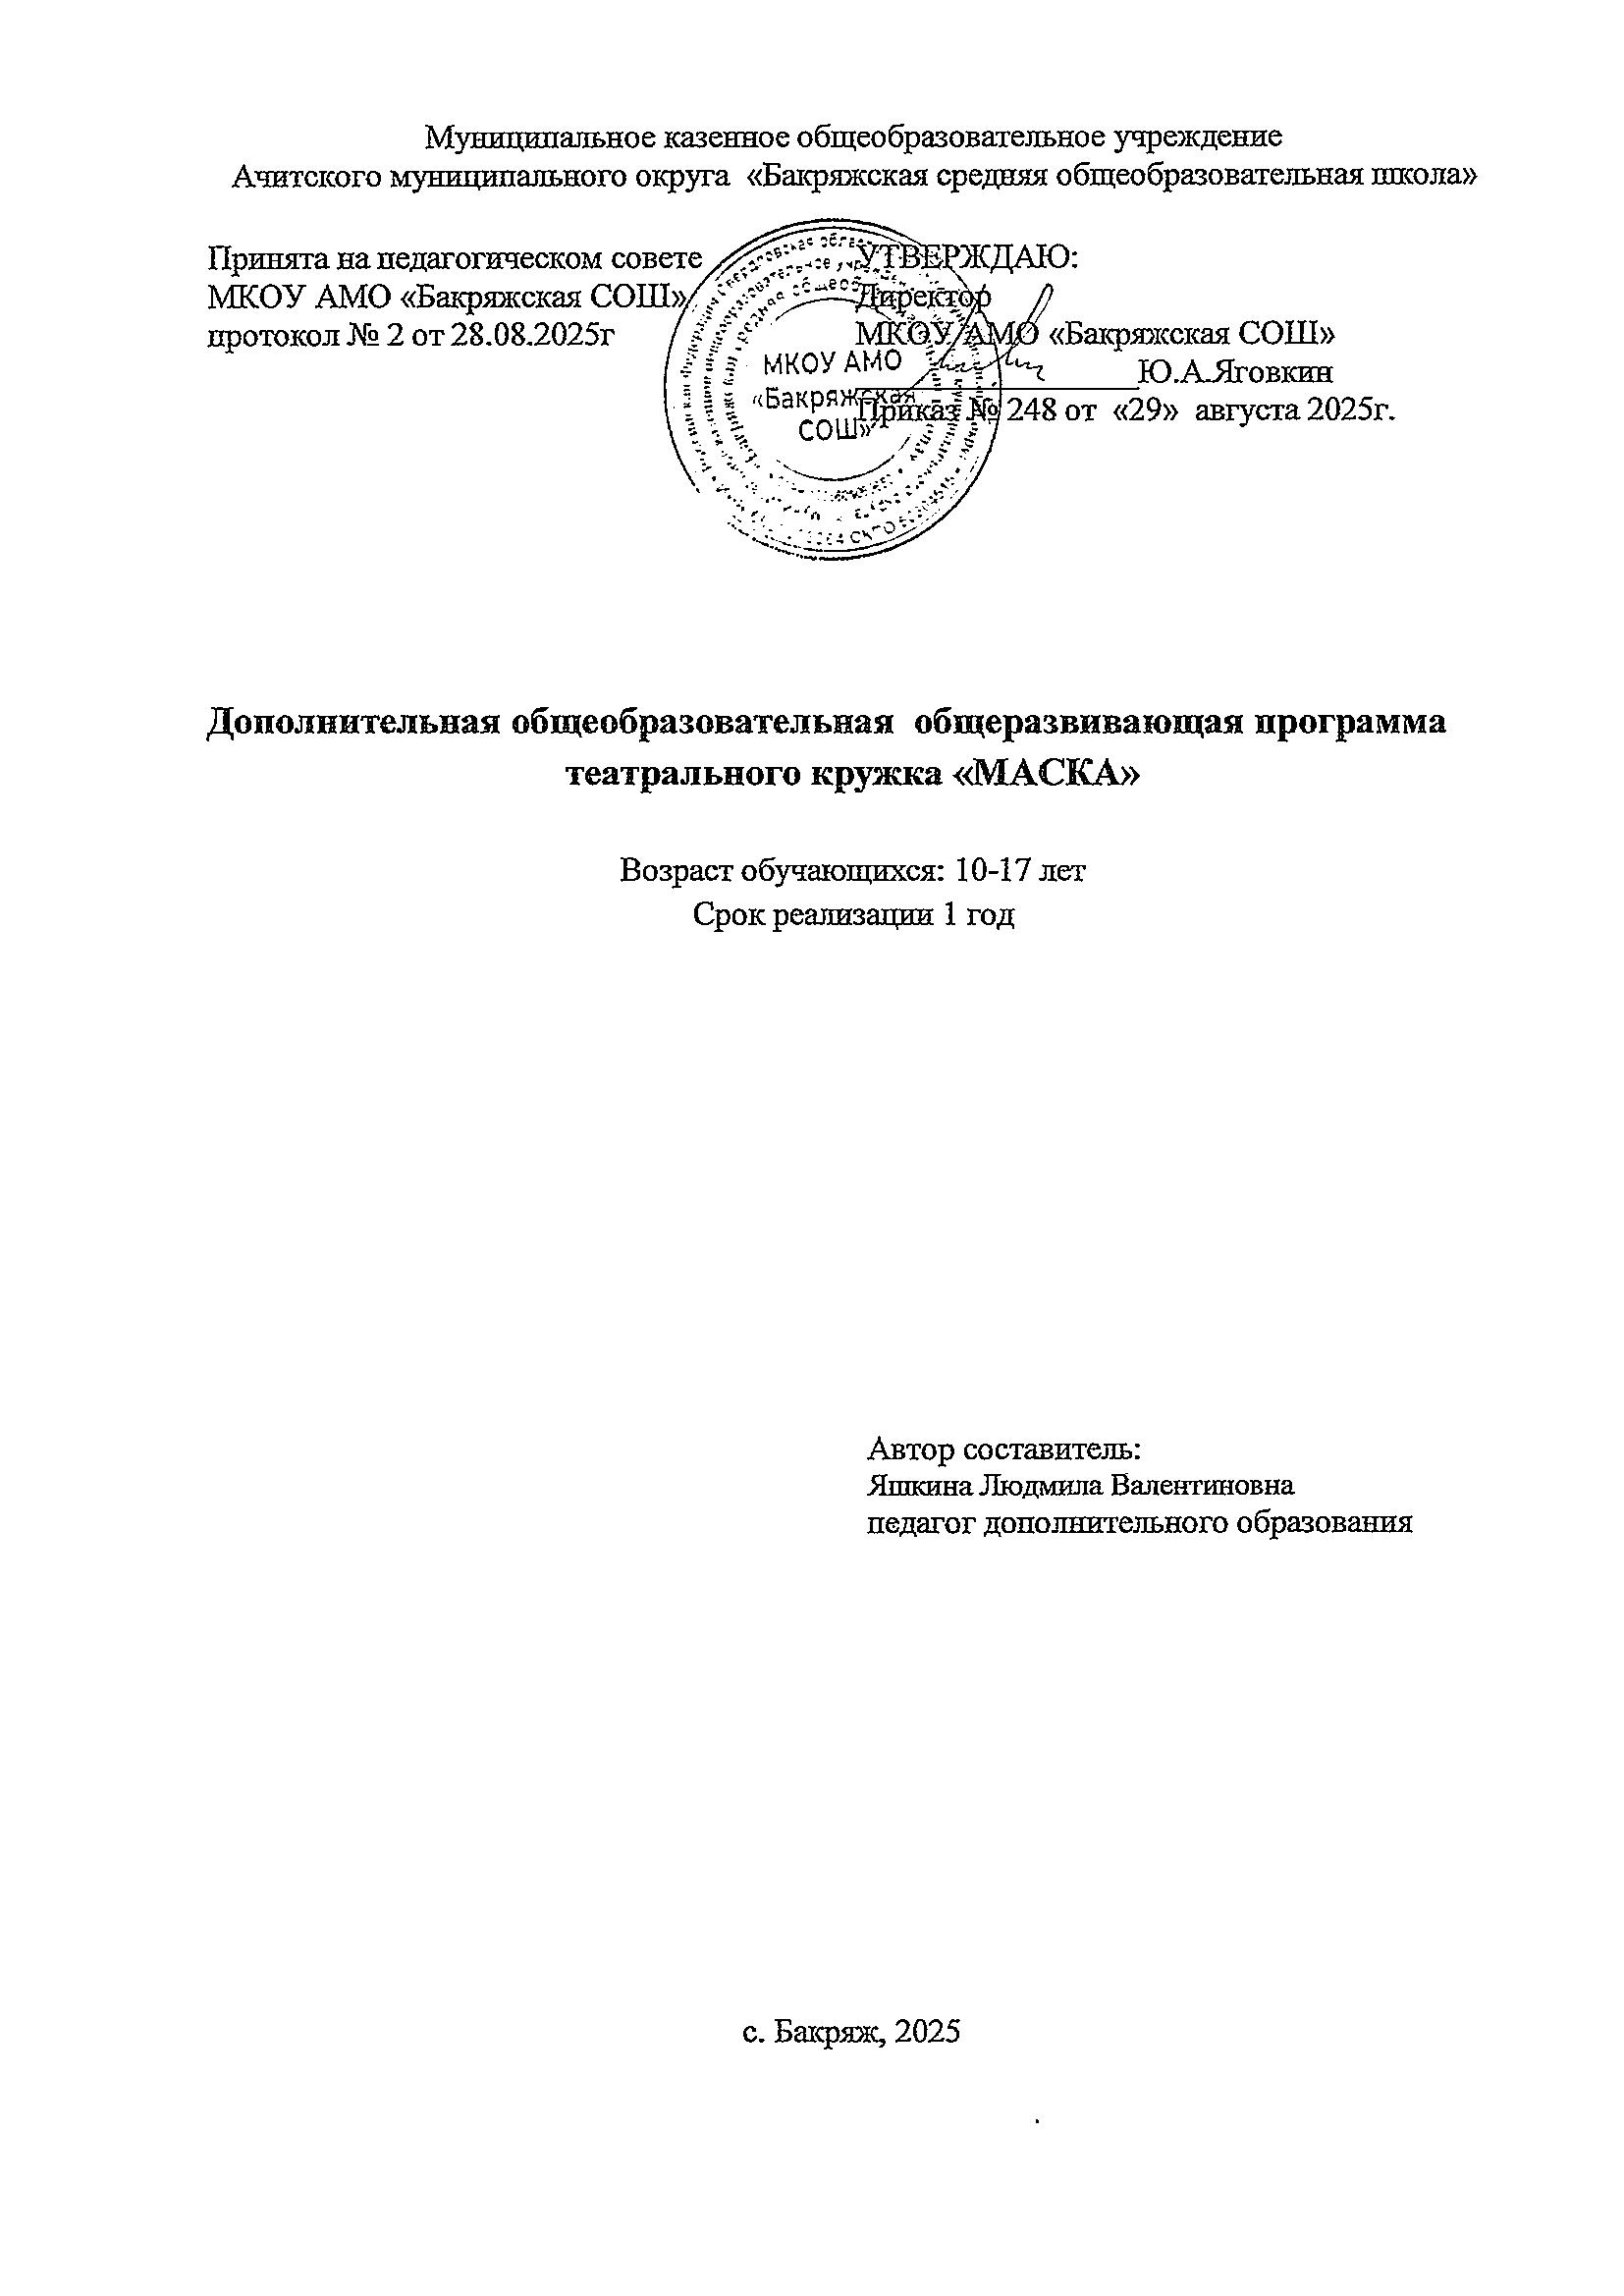 Муниципальное казенное общеобразовательное учреждение
Ачитского муниципального округа «Бакряжская средняя общеобразовательная школа»
Принята на педагогическом совете
МКОУ АМО «Бакряжская СОШ»
протокол № 2 от 28.08.2025г
УТВЕРЖДАЮ:
Директор
МКОУ АМО «Бакряжская СОШ»
Ю.А.Яговкин
Приказ № 248 от «29» августа 2025г.
МКОУ АМО
«Бакряжская
СОШ»
Дополнительная общеобразовательная общеразвивающая программа
театрального кружка «МАСКА»
Возраст обучающихся: 10-17 лет
Срок реализации 1 год
Автор составитель:
Яшкина Людмила Валентиновна
педагог дополнительного образования
с. Бакряж, 2025